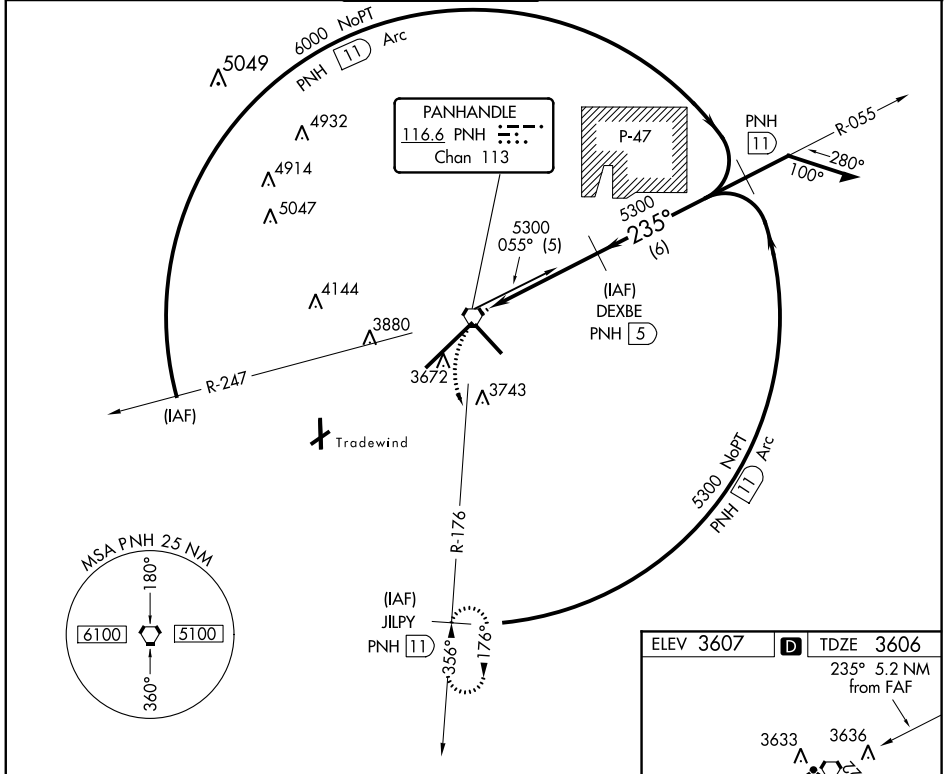 6000 NoPT
PNH 11 Arc
5049
4932
4914
5047
4144
3880
PANHANDLE
116.6 PNH
Chan 113
P-47
PNH
11
R-055
280°
100°
5300
055° (5)
5300
235°
(6)
(IAF)
DEXBE
PNH 5
R-247
(IAF)
3672
3743
Tradewind
5300 NoPT
PNH 11 Arc
R-176
MSA PNH 25 NM
180°
6100
5100
360°
(IAF)
JILPY
PNH 11
356°
176°
ELEV 3607 D TDZE 3606
235° 5.2 NM
from FAF
3633
3636